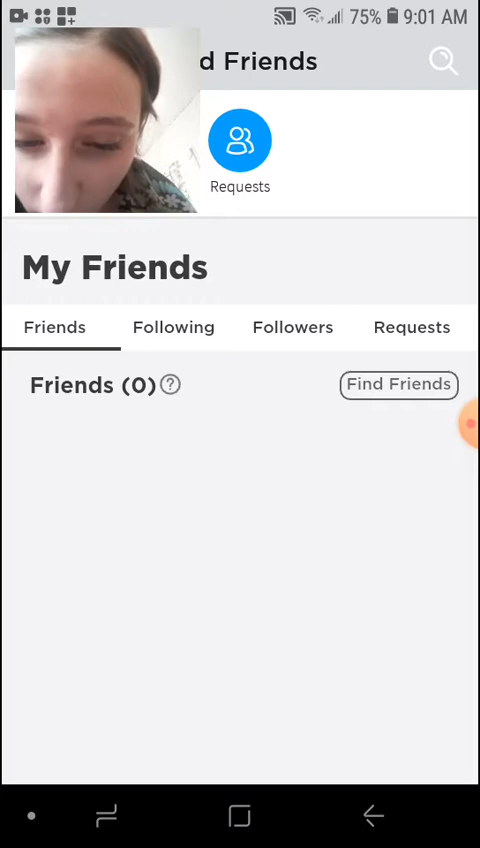 75% 9:01 AM
d Friends
Requests
My Friends
Friends Following Followers Requests
Friends (0) ?
Find Friends